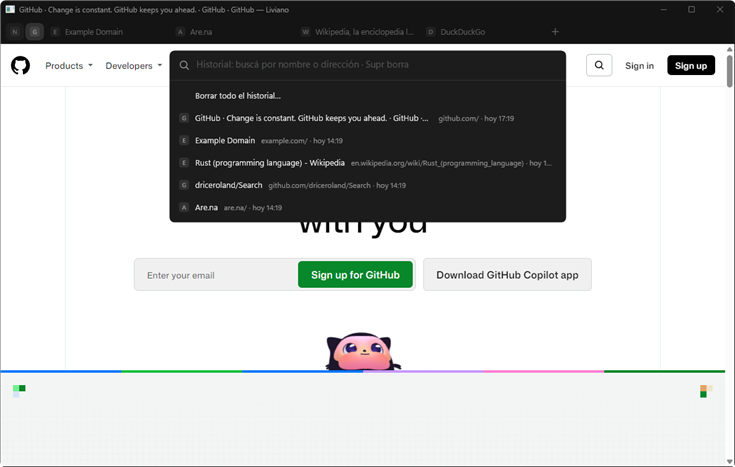 GitHub · Change is constant. GitHub keeps you ahead. · GitHub · GitHub — Liviano
N G E Example Domain A Are.na W Wikipedia, la enciclopedia l... D DuckDuckGo +
Products Developers Sign in Sign up
Historial: buscá por nombre o dirección · Supr borra
Borrar todo el historial...
G GitHub · Change is constant. GitHub keeps you ahead. · GitHub ·... github.com/ · hoy 17:19
E Example Domain example.com/ · hoy 14:19
E Rust (programming language) - Wikipedia en.wikipedia.org/wiki/Rust_(programming_language) · hoy 1...
G driceroland/Search github.com/driceroland/Search · hoy 14:19
A Are.na are.na/ · hoy 14:19
with you
Enter your email Sign up for GitHub Download GitHub Copilot app